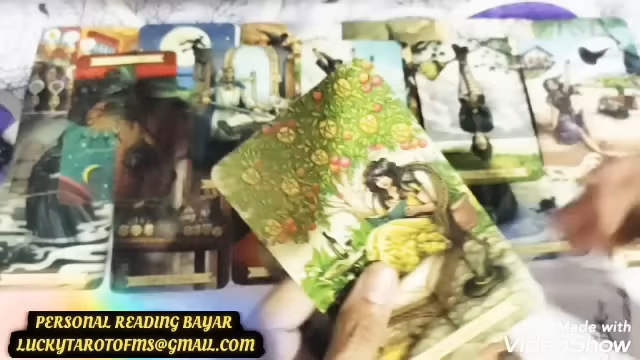 PERSONAL READING BAYAR
LUCKYTAROTOFMS@GMAIL.COM
Made with
VideoShow